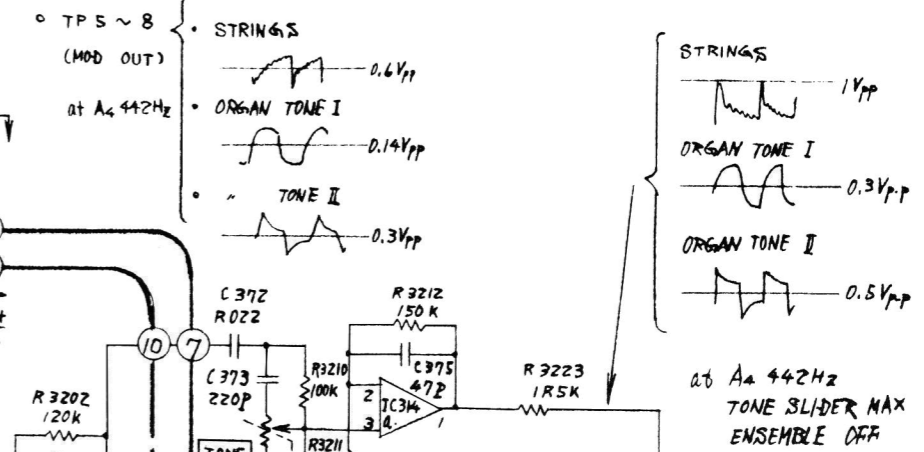 TP 5 ~ 8
(MOD OUT)
at A4 442Hz
STRINGS
0.6Vpp
ORGAN TONE I
0.14Vpp
〃 TONE II
0.3Vpp
STRINGS
1Vpp
ORGAN TONE I
0.3Vp.p
ORGAN TONE II
0.5Vp.p
at A4 442Hz
TONE SLIDER MAX
ENSEMBLE OFF
10
7
C372
R022
C373
220P
R3210
100K
R3211
R3202
120K
R3212
150K
C375
47P
2
3
IC314
a
1
R3223
1R5K